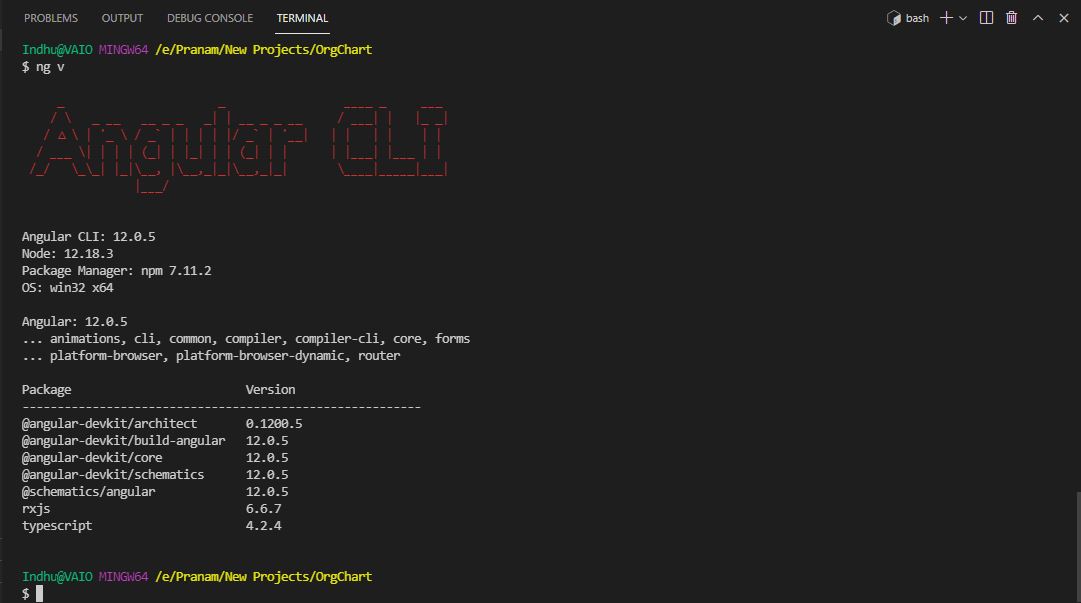 PROBLEMS OUTPUT DEBUG CONSOLE TERMINAL bash
Indhu@VAIO MINGW64 /e/Pranam/New Projects/OrgChart
$ ng v
Angular CLI
Angular CLI: 12.0.5
Node: 12.18.3
Package Manager: npm 7.11.2
OS: win32 x64
Angular: 12.0.5
... animations, cli, common, compiler, compiler-cli, core, forms
... platform-browser, platform-browser-dynamic, router
Package Version
---------------------------------------------------------
@angular-devkit/architect 0.1200.5
@angular-devkit/build-angular 12.0.5
@angular-devkit/core 12.0.5
@angular-devkit/schematics 12.0.5
@schematics/angular 12.0.5
rxjs 6.6.7
typescript 4.2.4
Indhu@VAIO MINGW64 /e/Pranam/New Projects/OrgChart
$